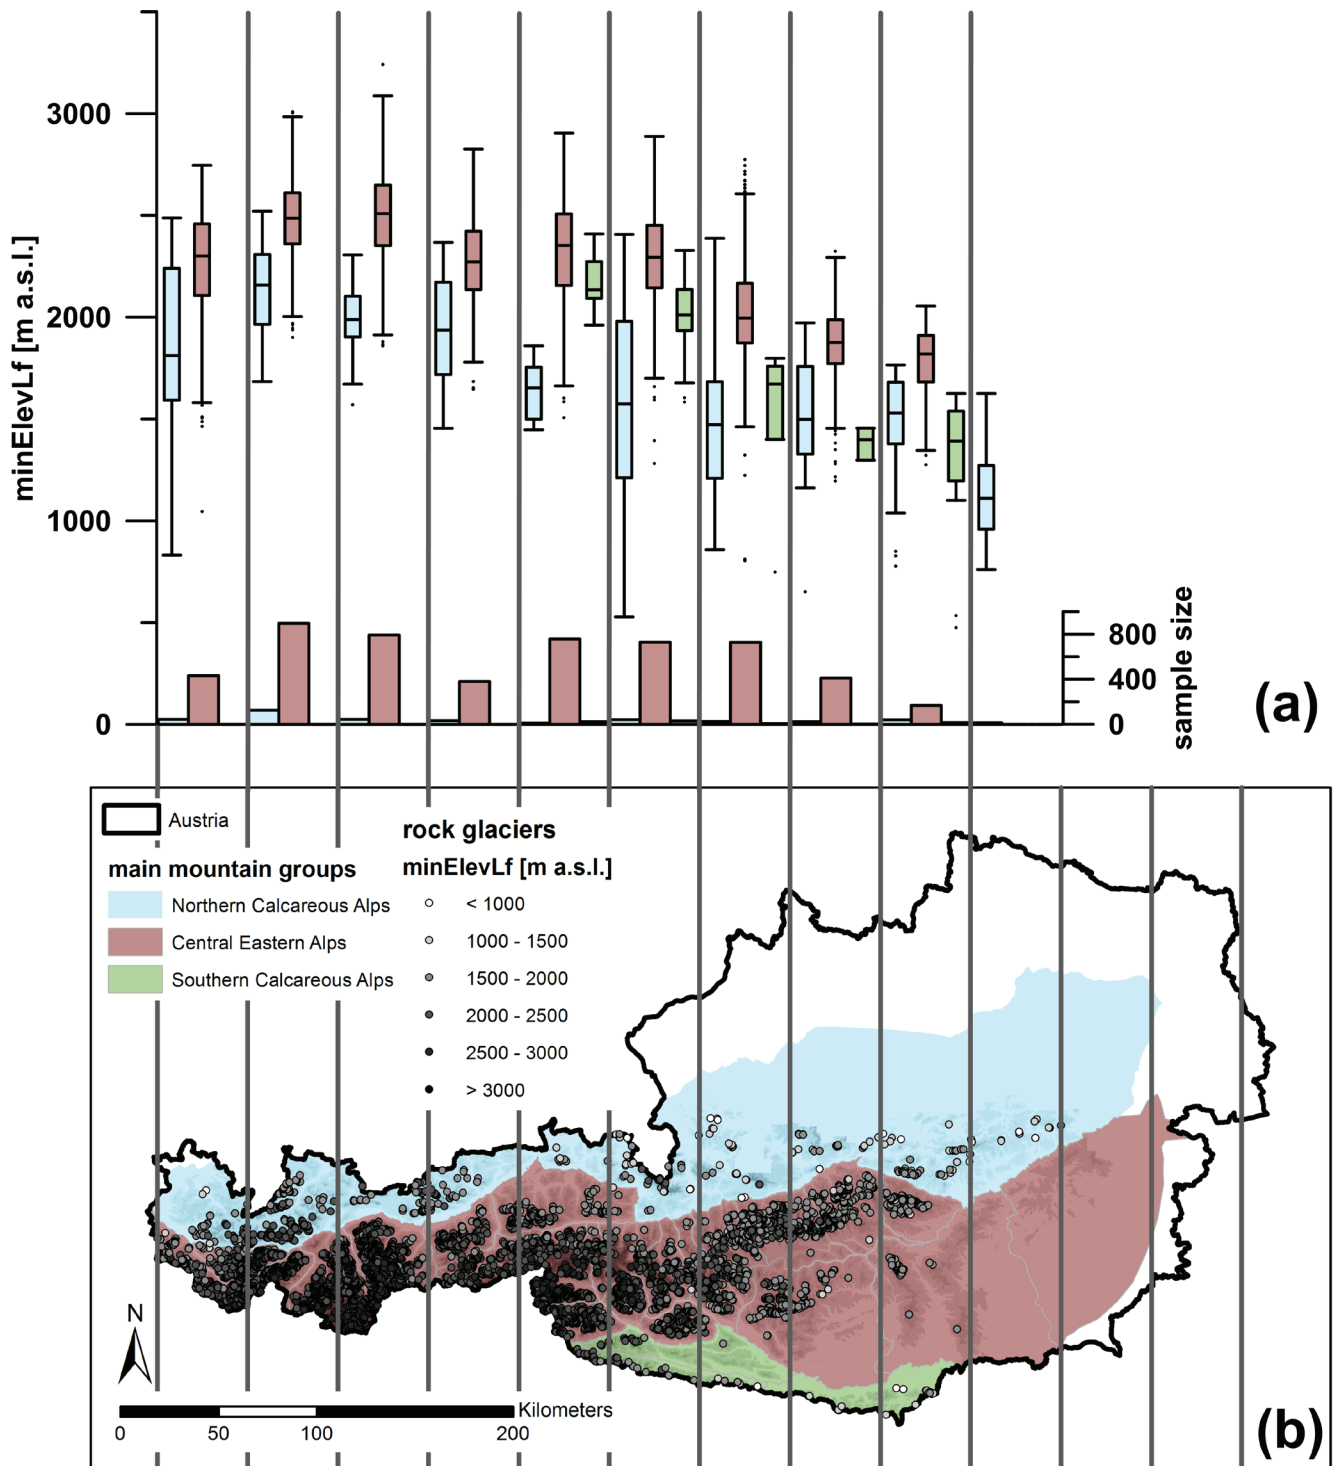 3000
2000
1000
0
minElevLf [m a.s.l.]
800
400
0
sample size
(a)
Austria
main mountain groups
Northern Calcareous Alps
Central Eastern Alps
Southern Calcareous Alps
rock glaciers
minElevLf [m a.s.l.]
< 1000
1000 - 1500
1500 - 2000
2000 - 2500
2500 - 3000
> 3000
N
Kilometers
0 50 100 200
(b)